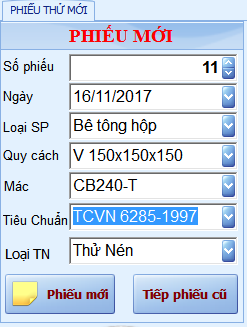 PHIẾU THỬ MỚI
PHIẾU MỚI
Số phiếu 11
Ngày 16/11/2017
Loại SP Bê tông hộp
Quy cách V 150x150x150
Mác CB240-T
Tiêu Chuẩn TCVN 6285-1997
Loại TN Thử Nén
Phiếu mới Tiếp phiếu cũ